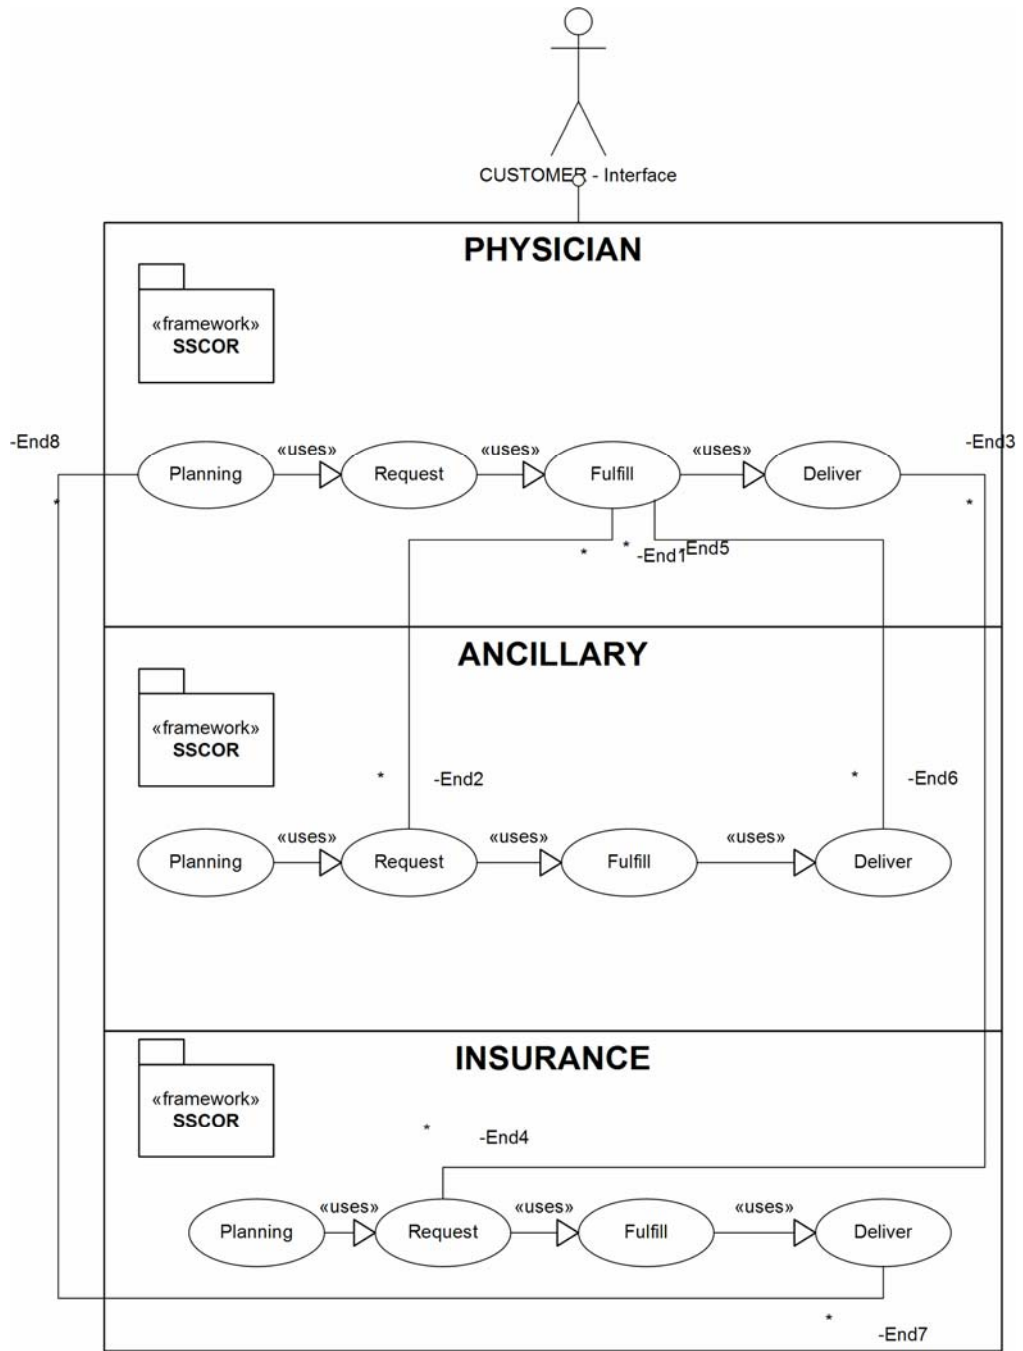 CUSTOMER - Interface
PHYSICIAN
«framework»
SSCOR
-End8
-End3
«uses»
«uses»
«uses»
Planning
Request
Fulfill
Deliver
*
*
*
*
-End1
-End5
ANCILLARY
«framework»
SSCOR
*
-End2
*
-End6
«uses»
«uses»
«uses»
Planning
Request
Fulfill
Deliver
INSURANCE
«framework»
SSCOR
*
-End4
«uses»
«uses»
«uses»
Planning
Request
Fulfill
Deliver
*
-End7